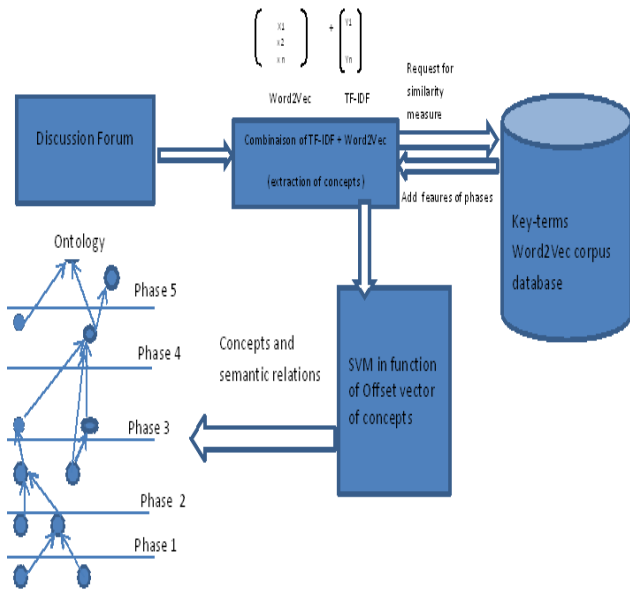 x1
x2
xn
+
Y1
Yn
Word2Vec
TF-IDF
Request for
similarity
measure
Discussion Forum
Combinaison of TF-IDF + Word2Vec
(extraction of concepts)
Add feaures of phases
Key-terms
Word2Vec corpus
database
Ontology
Phase 5
Phase 4
Phase 3
Phase 2
Phase 1
Concepts and
semantic relations
SVM in function
of Offset vector
of concepts